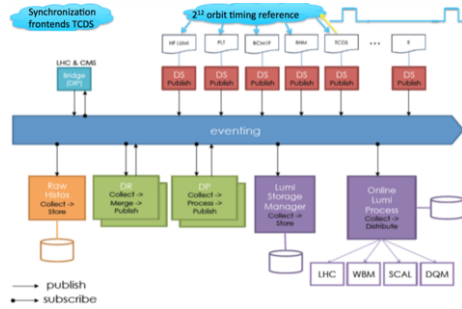 Synchronization
frontends TCDS
2¹² orbit timing reference
HF LUMI
PLT
BCM1F
BHM
TCDS
...
LHC & CMS
Bridge
(DIP)
DS
Publish
DS
Publish
DS
Publish
DS
Publish
DS
Publish
DS
Publish
eventing
Raw
Histos
Collect ->
Store
DR
Collect ->
Merge ->
Publish
DP
Collect ->
Process ->
Publish
Lumi
Storage
Manager
Collect ->
Store
Online
Lumi
Process
Collect ->
Distribute
LHC
WBM
SCAL
DQM
publish
subscribe